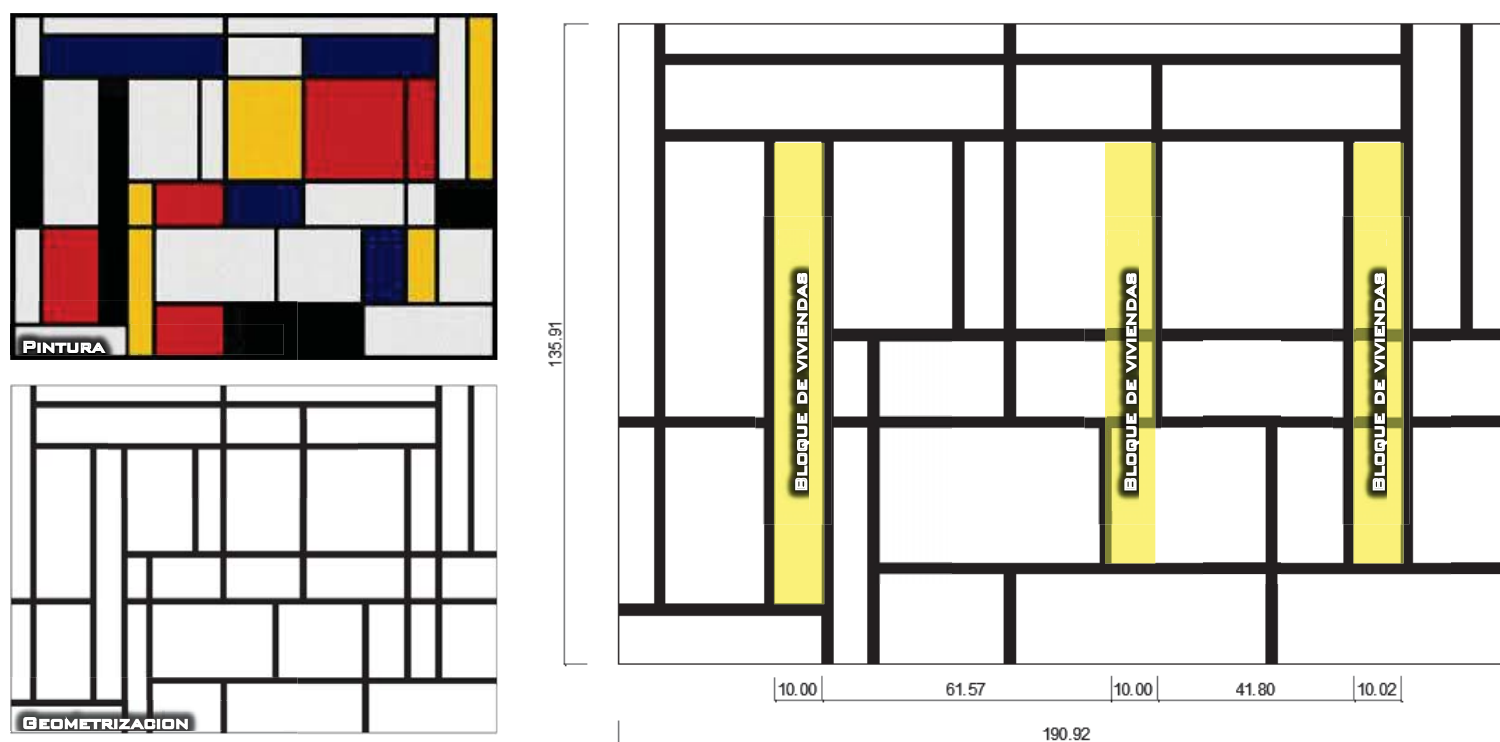 PINTURA
GEOMETRIZACION
135.91
BLOQUE DE VIVIENDAS
BLOQUE DE VIVIENDAS
BLOQUE DE VIVIENDAS
10.00 61.57 10.00 41.80 10.02
190.92